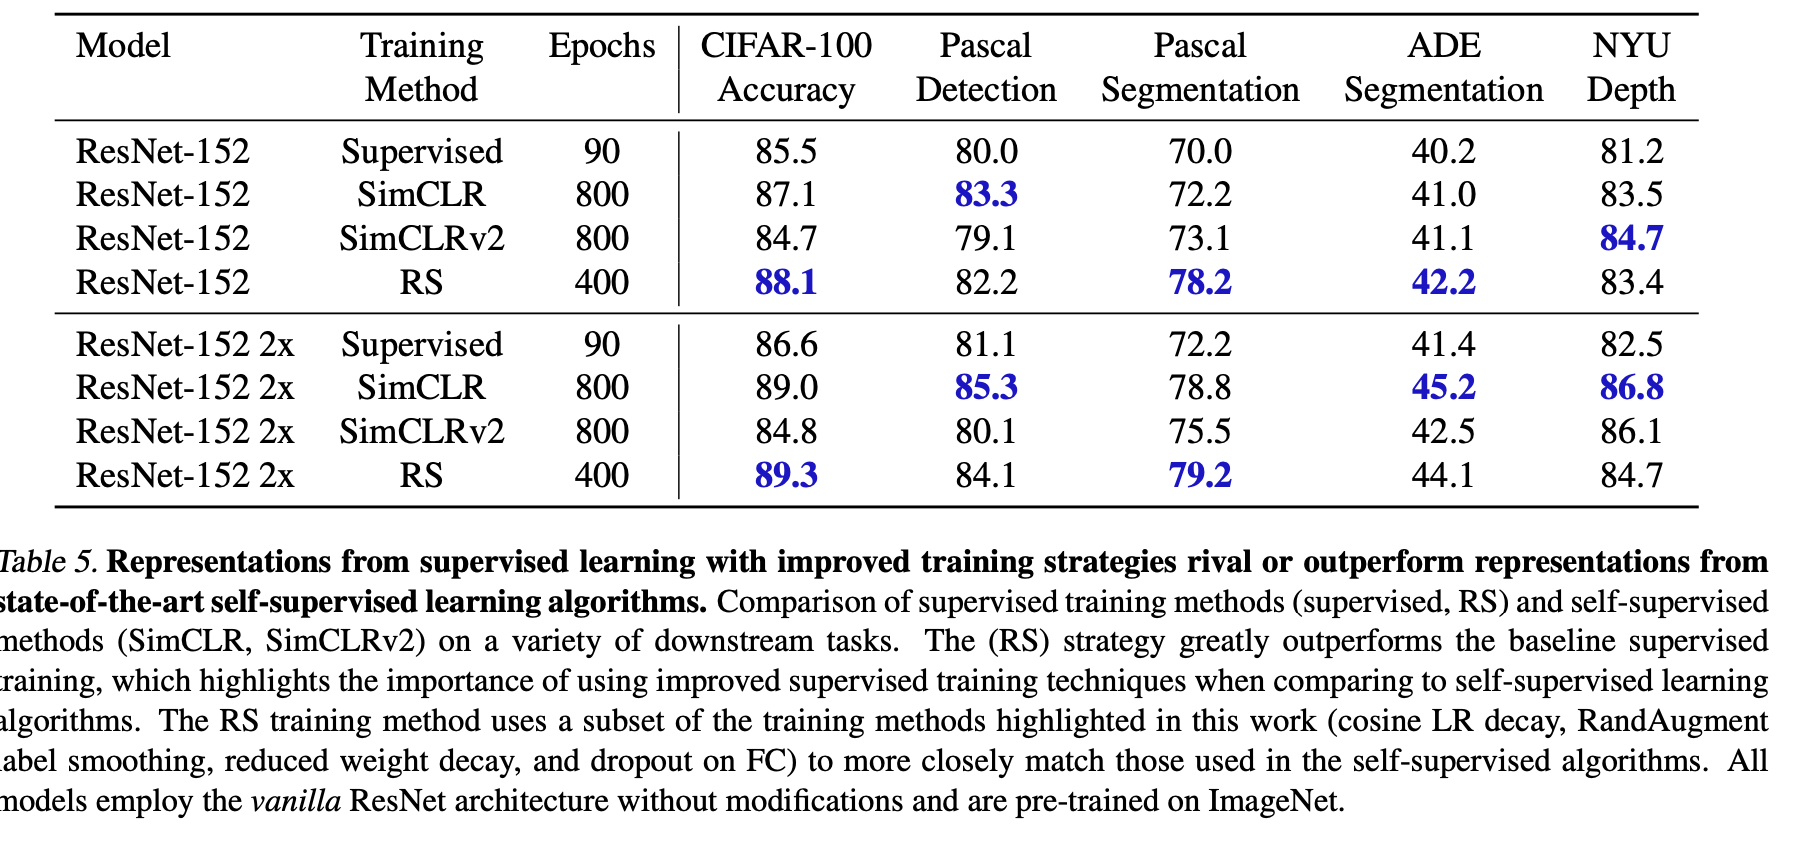 Model Training Epochs CIFAR-100 Pascal Pascal ADE NYU
Method Accuracy Detection Segmentation Segmentation Depth
ResNet-152 Supervised 90 85.5 80.0 70.0 40.2 81.2
ResNet-152 SimCLR 800 87.1 83.3 72.2 41.0 83.5
ResNet-152 SimCLRv2 800 84.7 79.1 73.1 41.1 84.7
ResNet-152 RS 400 88.1 82.2 78.2 42.2 83.4
ResNet-152 2x Supervised 90 86.6 81.1 72.2 41.4 82.5
ResNet-152 2x SimCLR 800 89.0 85.3 78.8 45.2 86.8
ResNet-152 2x SimCLRv2 800 84.8 80.1 75.5 42.5 86.1
ResNet-152 2x RS 400 89.3 84.1 79.2 44.1 84.7
Table 5. Representations from supervised learning with improved training strategies rival or outperform representations from
state-of-the-art self-supervised learning algorithms. Comparison of supervised training methods (supervised, RS) and self-supervised
methods (SimCLR, SimCLRv2) on a variety of downstream tasks. The (RS) strategy greatly outperforms the baseline supervised
training, which highlights the importance of using improved supervised training techniques when comparing to self-supervised learning
algorithms. The RS training method uses a subset of the training methods highlighted in this work (cosine LR decay, RandAugment
label smoothing, reduced weight decay, and dropout on FC) to more closely match those used in the self-supervised algorithms. All
models employ the vanilla ResNet architecture without modifications and are pre-trained on ImageNet.